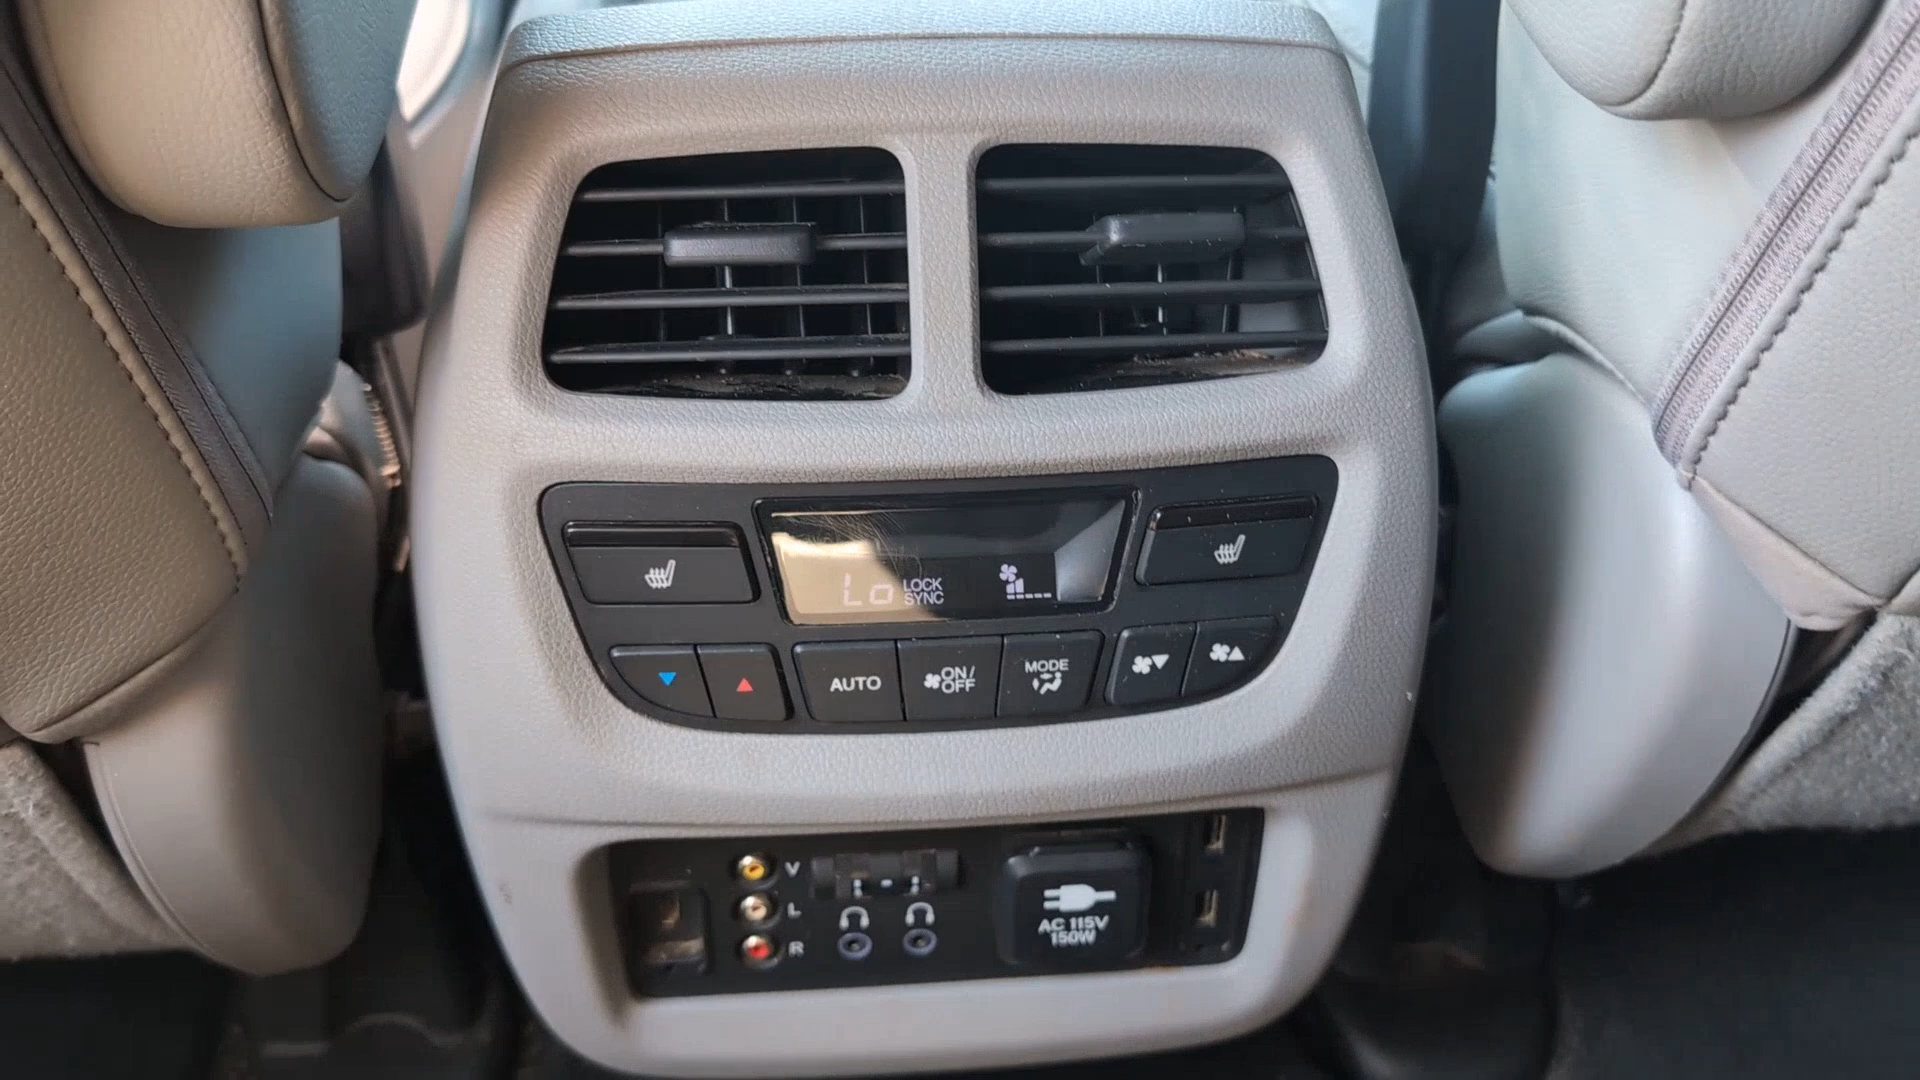 Lo LOCK
SYNC
AUTO
ON/
OFF
MODE
V
L
R
AC 115V
150W